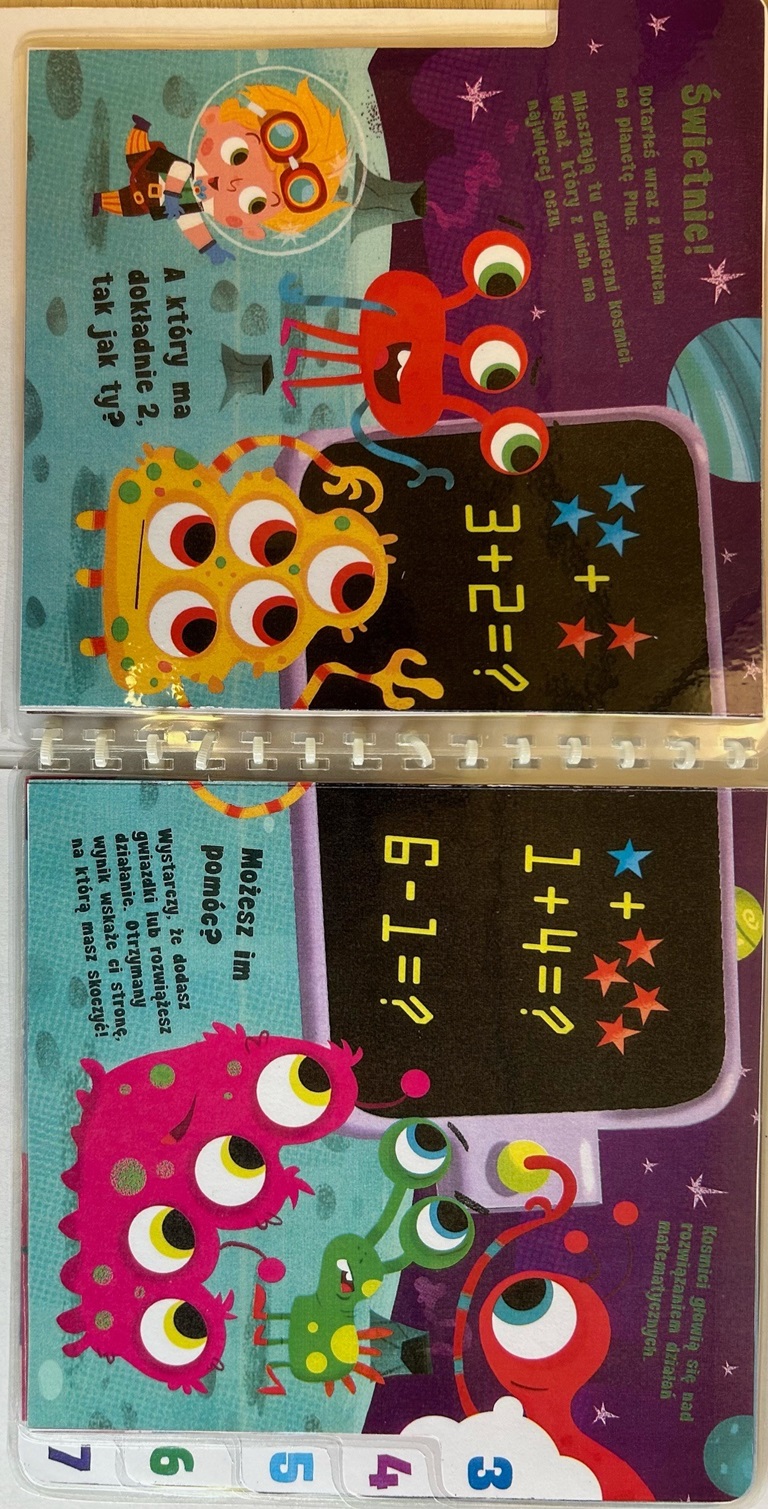 Świetnie!
Dotarłeś wraz z Hopkiem
na planetę Plus.
Mieszkają tu dziwaczni kosmici.
Wskaż, który z nich ma
najwięcej oczu.
A który ma
dokładnie 2,
tak jak ty?
+
3+2=?
+
1+4=?
6-1=?
Kosmici głowią się nad
rozwiązaniem działań
matematycznych.
Możesz im
pomóc?
Wystarczy, że dodasz
gwiazdki lub rozwiążesz
działanie. Otrzymany
wynik wskaże ci stronę,
na którą masz skoczyć!
3
4
5
6
7